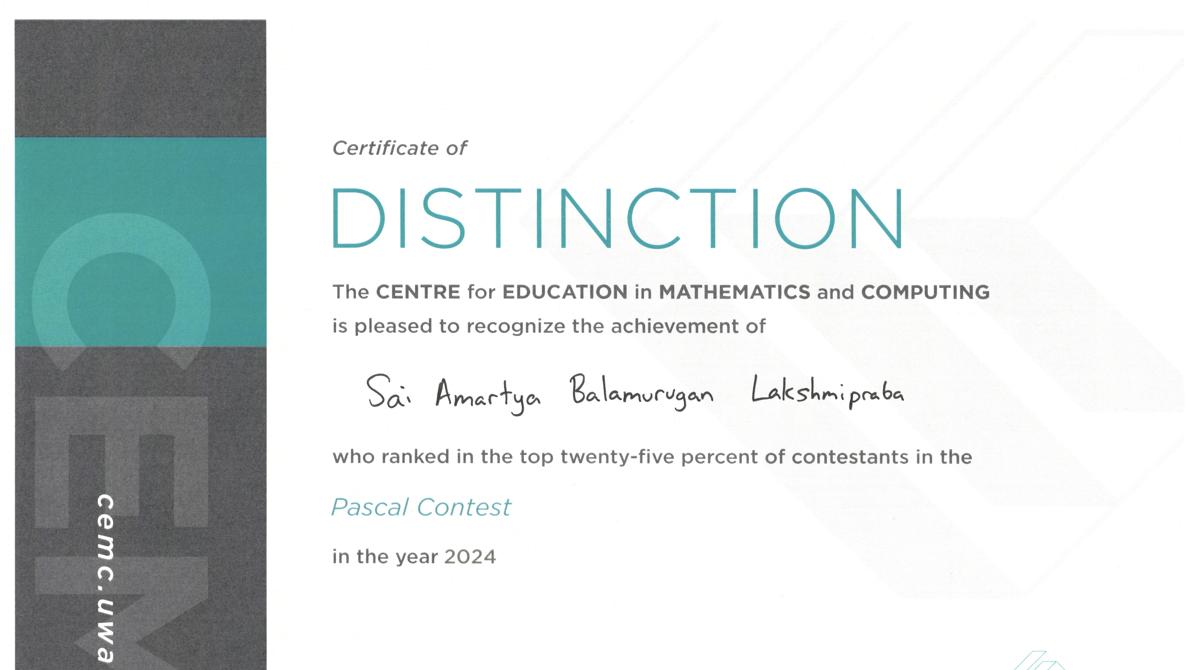 Certificate of
DISTINCTION
The CENTRE for EDUCATION in MATHEMATICS and COMPUTING
is pleased to recognize the achievement of
Sai Amartya Balamurugan Lakshmipraba
who ranked in the top twenty-five percent of contestants in the
Pascal Contest
in the year 2024
CEM
cemc.uwa